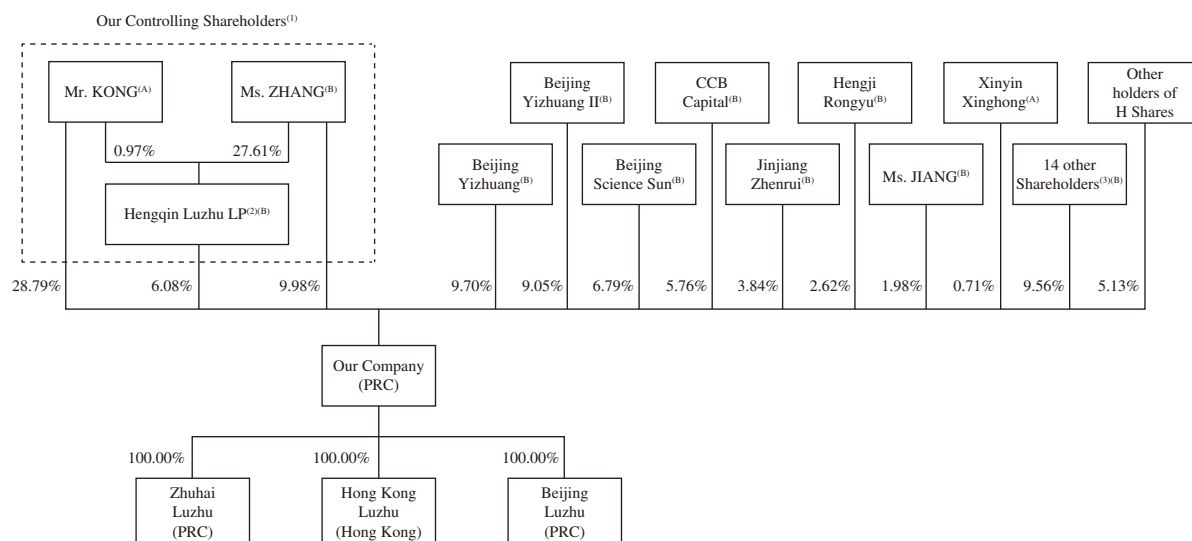 Our Controlling Shareholders(1)
Mr. KONG(A)
Ms. ZHANG(B)
0.97%
27.61%
Hengqin Luzhu LP(2)(B)
Beijing
Yizhuang II(B)
CCB
Capital(B)
Hengji
Rongyu(B)
Xinyin
Xinghong(A)
Other
holders of
H Shares
Beijing
Yizhuang(B)
Beijing
Science Sun(B)
Jinjiang
Zhenrui(B)
Ms. JIANG(B)
14 other
Shareholders(3)(B)
28.79%
6.08%
9.98%
9.70%
9.05%
6.79%
5.76%
3.84%
2.62%
1.98%
0.71%
9.56%
5.13%
Our Company
(PRC)
100.00%
100.00%
100.00%
Zhuhai
Luzhu
(PRC)
Hong Kong
Luzhu
(Hong Kong)
Beijing
Luzhu
(PRC)